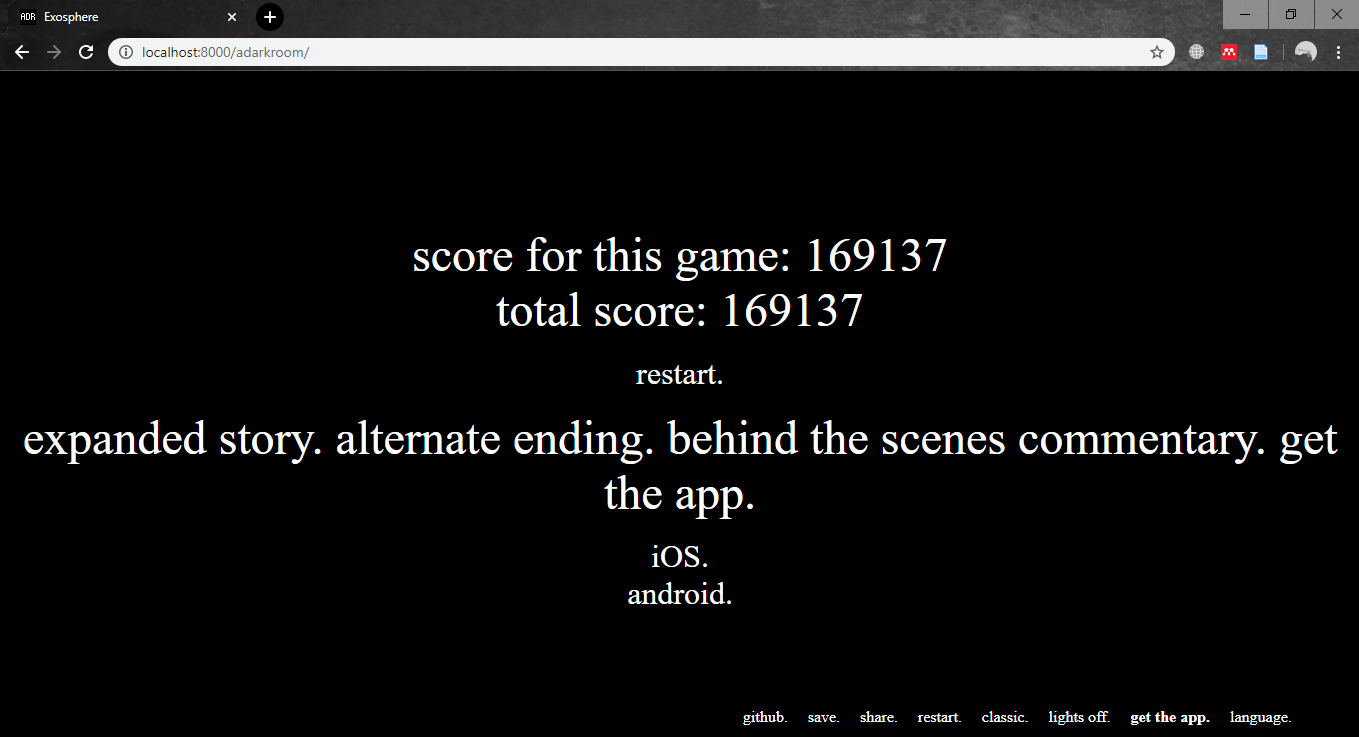 ADR Exosphere
localhost:8000/adarkroom/
score for this game: 169137
total score: 169137
restart.
expanded story. alternate ending. behind the scenes commentary. get
the app.
iOS.
android.
github. save. share. restart. classic. lights off. get the app. language.